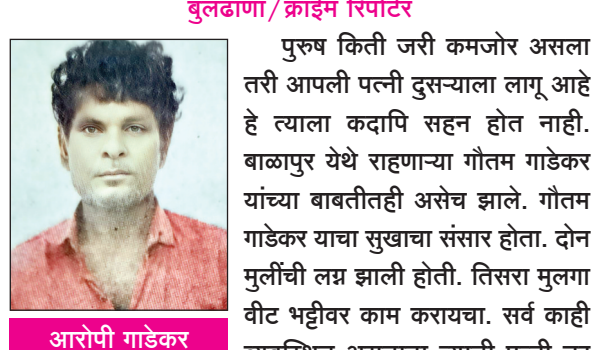 बुलढाणा/क्राईम रिपोर्टर
पुरुष किती जरी कमजोर असला
तरी आपली पत्नी दुसऱ्याला लागू आहे
हे त्याला कदापि सहन होत नाही.
बाळापुर येथे राहणाऱ्या गौतम गाडेकर
यांच्या बाबतीतही असेच झाले. गौतम
गाडेकर याचा सुखाचा संसार होता. दोन
मुलींची लग्न झाली होती. तिसरा मुलगा
वीट भट्टीवर काम करायचा. सर्व काही
आरोपी गाडेकर